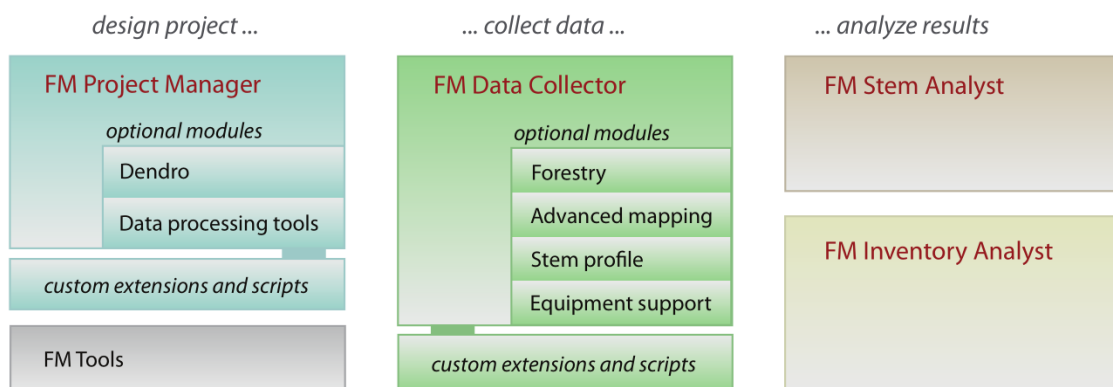 design project ...
FM Project Manager
optional modules
Dendro
Data processing tools
custom extensions and scripts
FM Tools
... collect data ...
FM Data Collector
optional modules
Forestry
Advanced mapping
Stem profile
Equipment support
custom extensions and scripts
... analyze results
FM Stem Analyst
FM Inventory Analyst